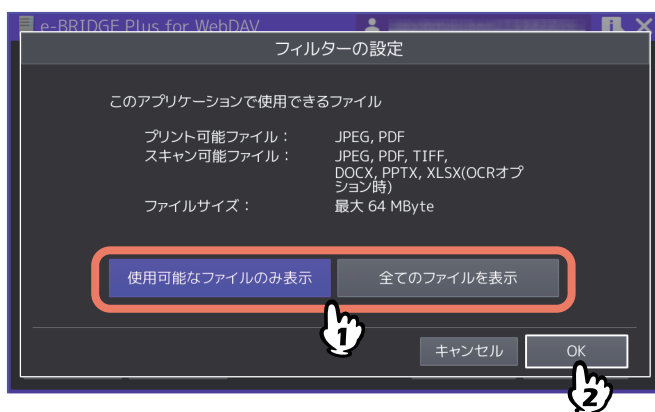 e-BRIDGE Plus for WebDAV
フィルターの設定
このアプリケーションで使用できるファイル
プリント可能ファイル： JPEG, PDF
スキャン可能ファイル： JPEG, PDF, TIFF,
DOCX, PPTX, XLSX(OCRオプ
ション時)
ファイルサイズ： 最大 64 MByte
使用可能なファイルのみ表示 全てのファイルを表示
1
キャンセル OK
2